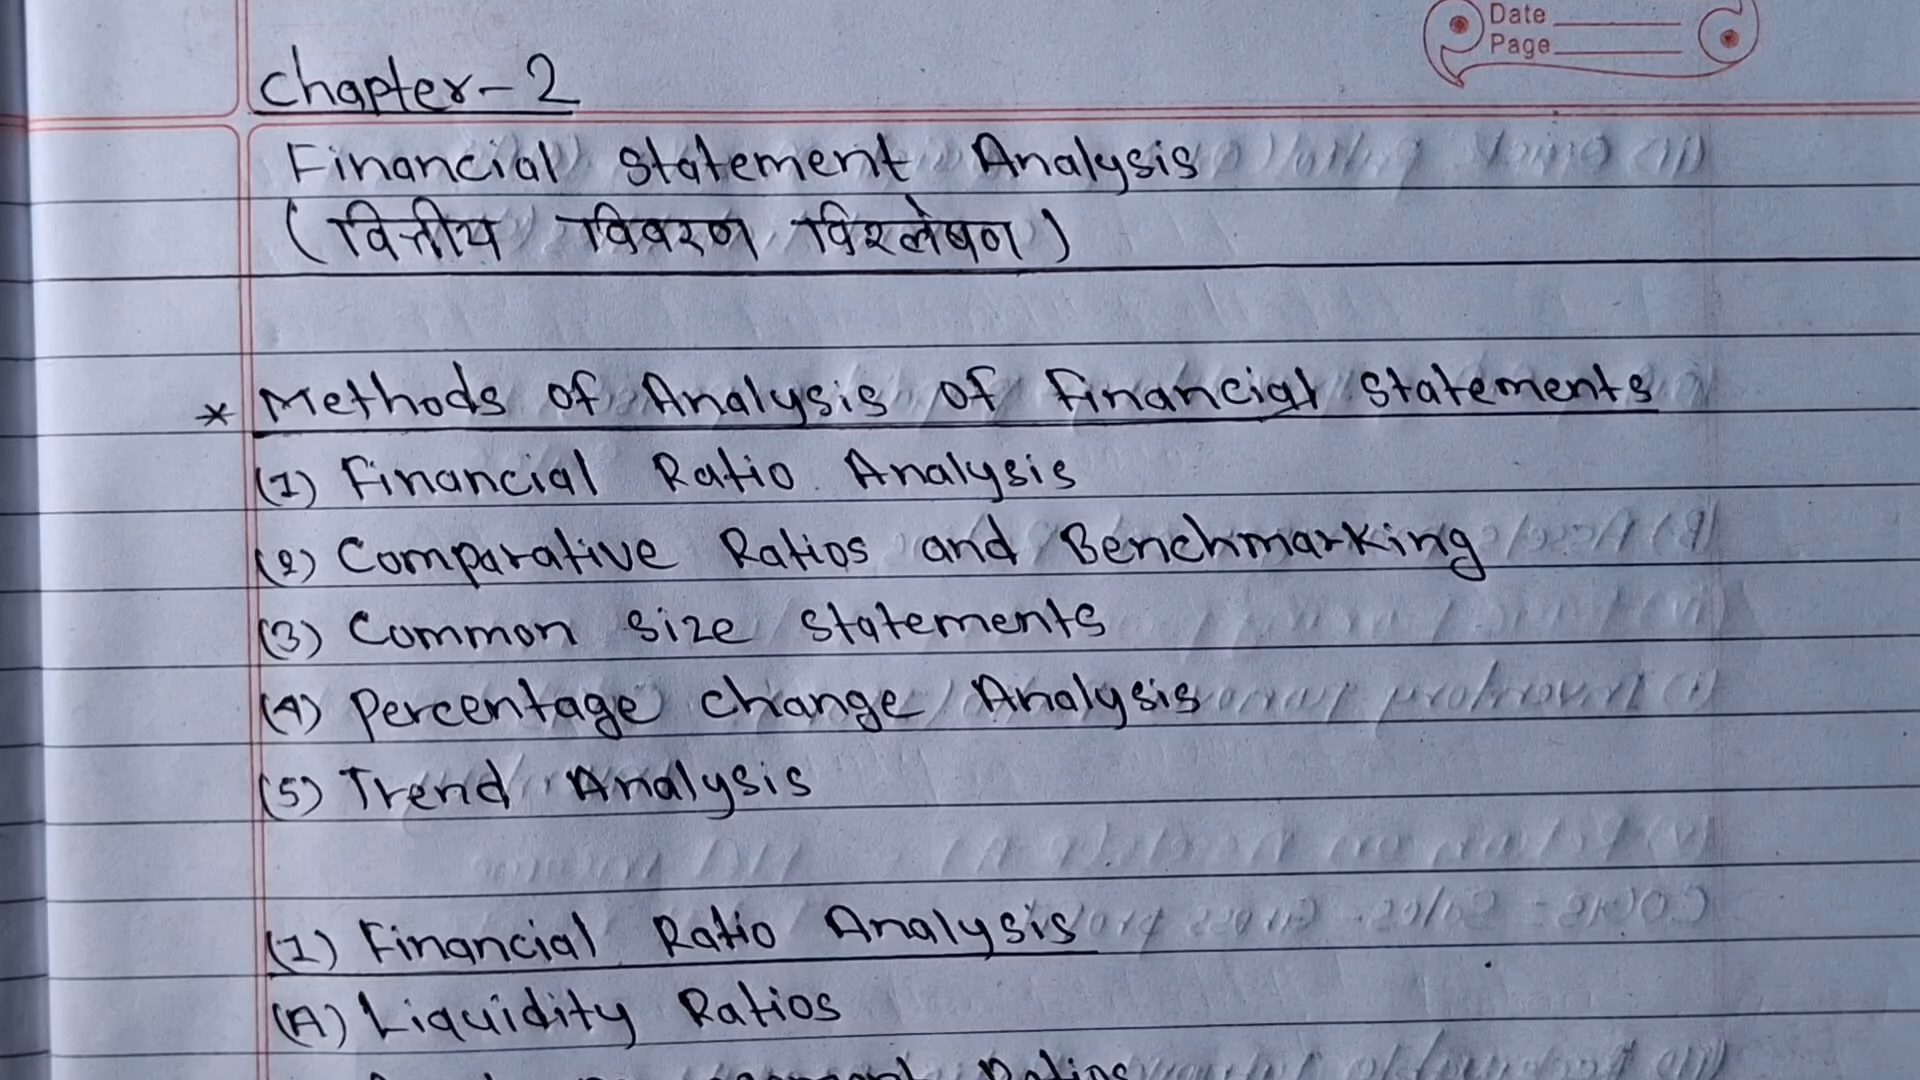 Date
Page
Chapter-2
Financial Statement Analysis
(वित्तीय विवरण विश्लेषण)
* Methods of Analysis of Financial Statements
(1) Financial Ratio Analysis
(2) Comparative Ratios and Benchmarking
(3) Common Size Statements
(4) Percentage Change Analysis
(5) Trend Analysis
(1) Financial Ratio Analysis
(A) Liquidity Ratios
Ratios